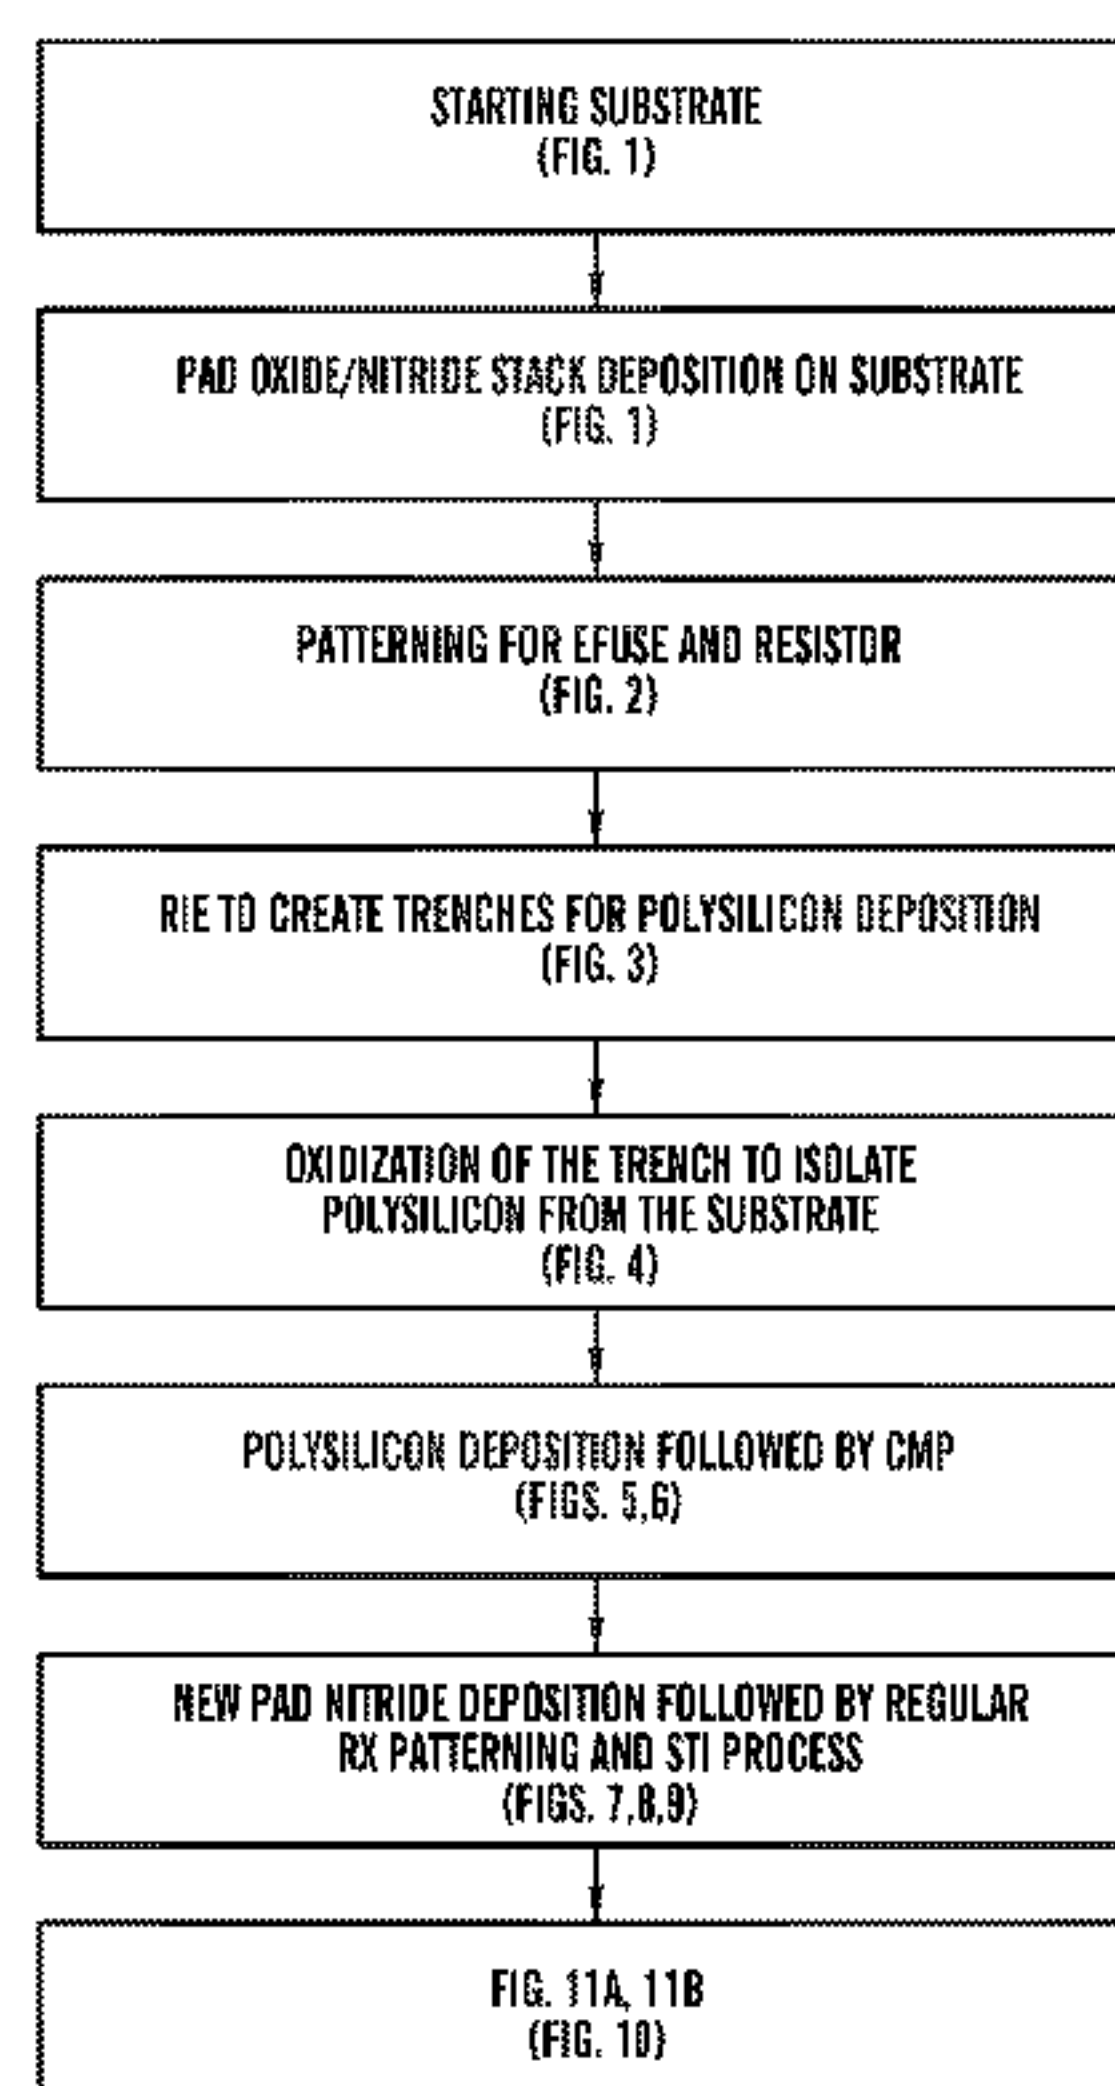 STARTING SUBSTRATE
(FIG. 1)
PAD OXIDE/NITRIDE STACK DEPOSITION ON SUBSTRATE
(FIG. 1)
PATTERNING FOR EFUSE AND RESISTOR
(FIG. 2)
RIE TO CREATE TRENCHES FOR POLYSILICON DEPOSITION
(FIG. 3)
OXIDIZATION OF THE TRENCH TO ISOLATE
POLYSILICON FROM THE SUBSTRATE
(FIG. 4)
POLYSILICON DEPOSITION FOLLOWED BY CMP
(FIGS. 5,6)
NEW PAD NITRIDE DEPOSITION FOLLOWED BY REGULAR
RX PATTERNING AND STI PROCESS
(FIGS. 7,8,9)
FIG. 11A, 11B
(FIG. 10)